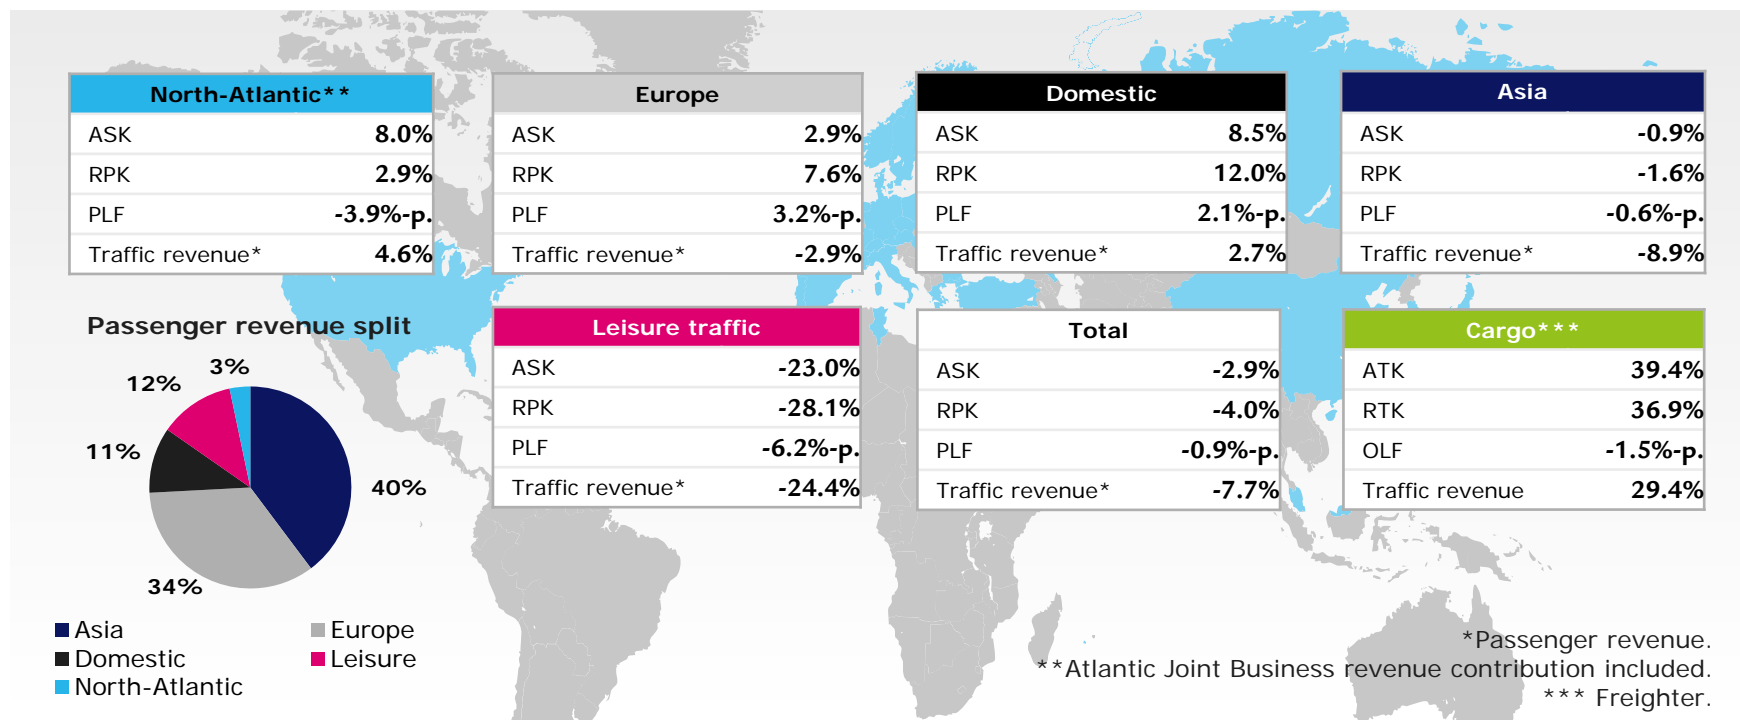 North-Atlantic**
ASK 8.0%
RPK 2.9%
PLF -3.9%-p.
Traffic revenue* 4.6%
Europe
ASK 2.9%
RPK 7.6%
PLF 3.2%-p.
Traffic revenue* -2.9%
Domestic
ASK 8.5%
RPK 12.0%
PLF 2.1%-p.
Traffic revenue* 2.7%
Asia
ASK -0.9%
RPK -1.6%
PLF -0.6%-p.
Traffic revenue* -8.9%
Passenger revenue split
3%
12%
11%
40%
34%
Asia
Europe
Domestic
Leisure
North-Atlantic
Leisure traffic
ASK -23.0%
RPK -28.1%
PLF -6.2%-p.
Traffic revenue* -24.4%
Total
ASK -2.9%
RPK -4.0%
PLF -0.9%-p.
Traffic revenue* -7.7%
Cargo***
ATK 39.4%
RTK 36.9%
OLF -1.5%-p.
Traffic revenue 29.4%
*Passenger revenue.
**Atlantic Joint Business revenue contribution included.
*** Freighter.